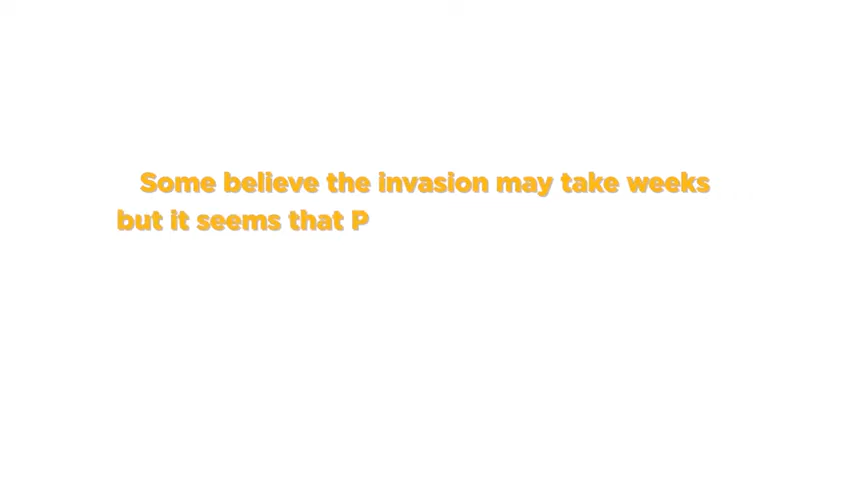 Some believe the invasion may take weeks
but it seems that P